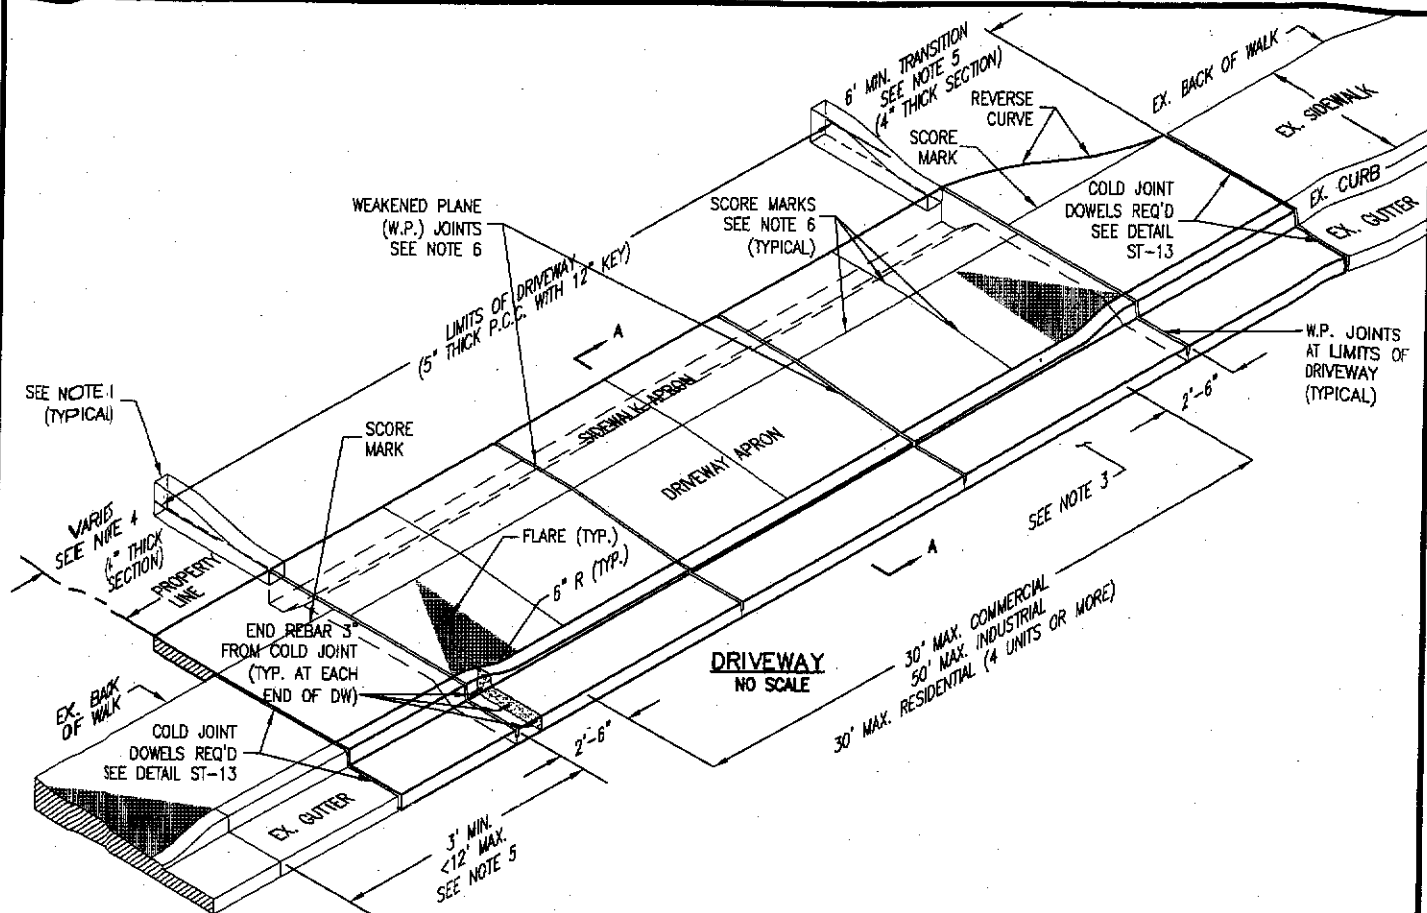 6' MIN. TRANSITION
SEE NOTE 5
(4" THICK SECTION)
REVERSE
CURVE
SCORE
MARK
EX. BACK OF WALK
EX. SIDEWALK
EX. CURB
EX. GUTTER
COLD JOINT
DOWELS REQ'D
SEE DETAIL
ST-13
WEAKENED PLANE
(W.P.) JOINTS
SEE NOTE 6
SCORE MARKS
SEE NOTE 6
(TYPICAL)
LIMITS OF DRIVEWAY
(5" THICK P.C.C. WITH 12" KEY)
A
W.P. JOINTS
AT LIMITS OF
DRIVEWAY
(TYPICAL)
SEE NOTE 1
(TYPICAL)
SCORE
MARK
SIDEWALK APRON
DRIVEWAY APRON
2'-6"
SEE NOTE 3
VARIES
SEE NOTE 4
(4" THICK
SECTION)
PROPERTY
LINE
FLARE (TYP.)
6" R (TYP.)
A
END REBAR 3"
FROM COLD JOINT
(TYP. AT EACH
END OF DW)
DRIVEWAY
NO SCALE
30' MAX. COMMERCIAL
50' MAX. INDUSTRIAL
30' MAX. RESIDENTIAL (4 UNITS OR MORE)
EX. BACK
OF WALK
COLD JOINT
DOWELS REQ'D
SEE DETAIL ST-13
2'-6"
EX. GUTTER
3' MIN.
<12' MAX.
SEE NOTE 5